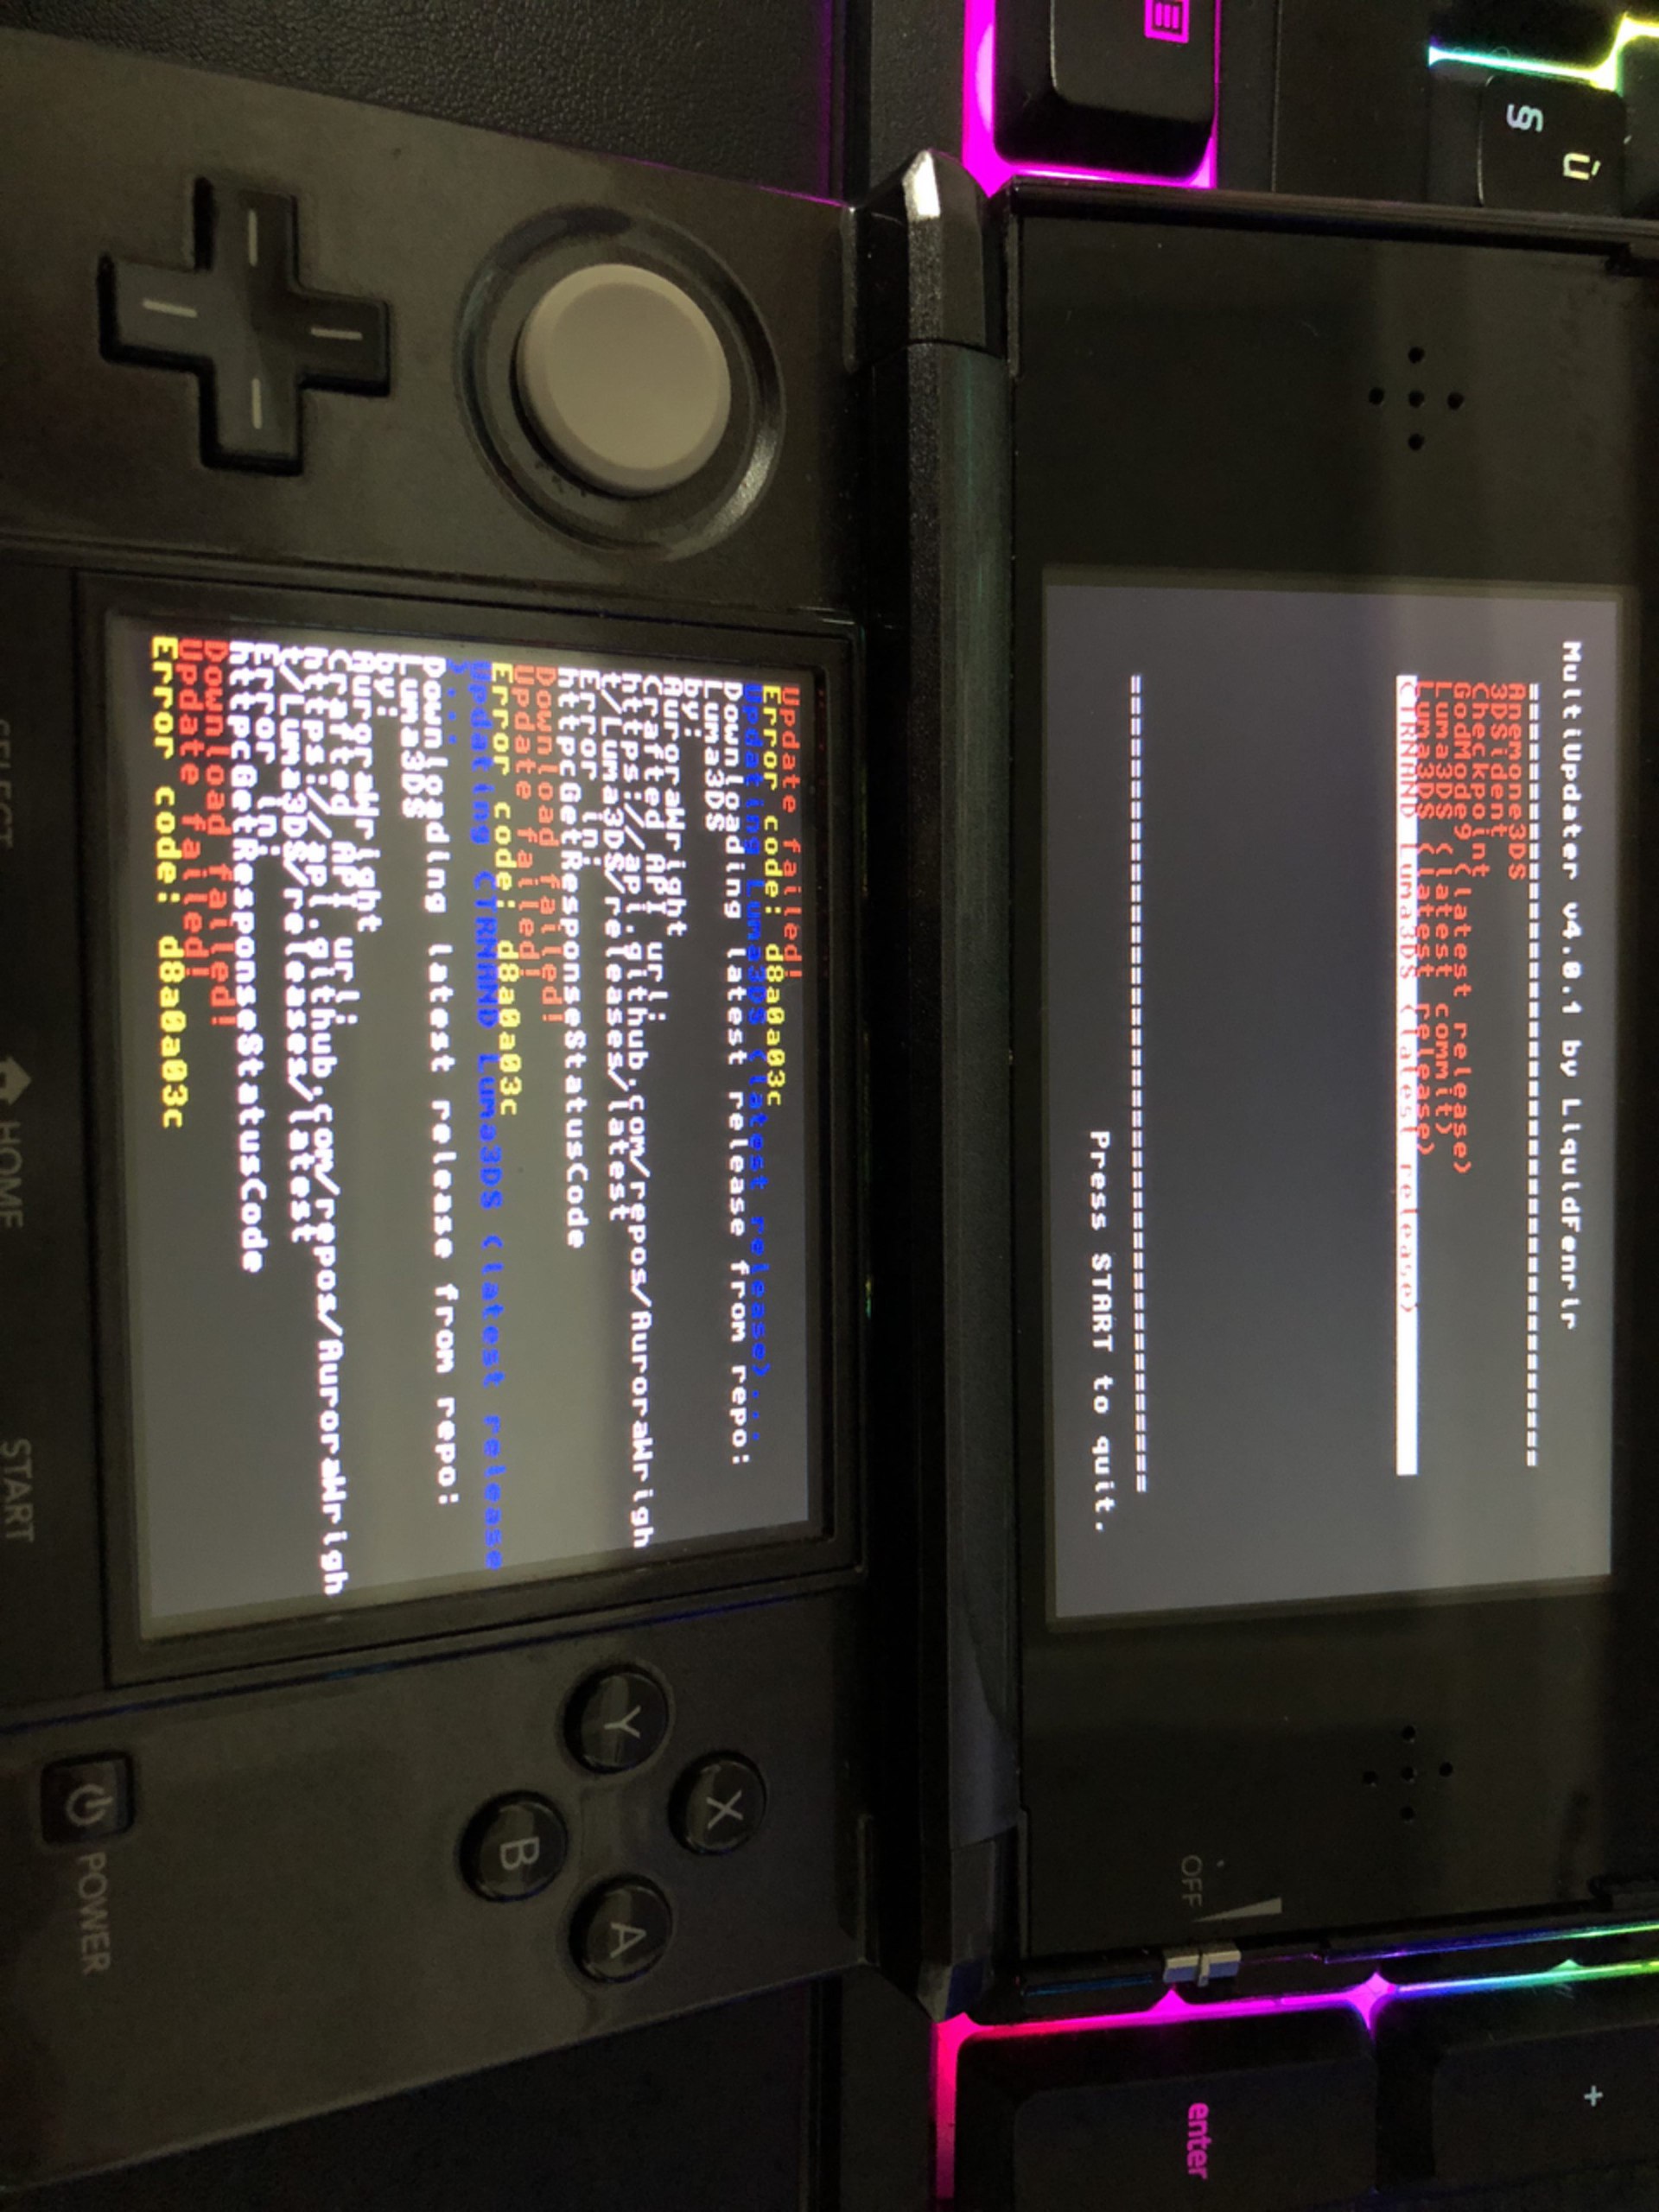 MultiUpdater v4.0.1 by LiquidFenrir
==================================================
Anemone3DS
3DSident
Checkpoint
GodMode9 (latest release)
Luma3DS (latest commit)
Luma3DS (latest release)
CTRNAND Luma3DS (latest release)
==================================================
Press START to quit.
OFF
Update failed!
Error code: d8a0a03c
Updating Luma3DS (latest release)...
Downloading latest release from repo:
Luma3DS
by:
AuroraWright
Crafted API url:
https://api.github.com/repos/AuroraWrigh
t/Luma3DS/releases/latest
Error in:
httpcGetResponseStatusCode
Download failed!
Update failed!
Error code: d8a0a03c
Updating CTRNAND Luma3DS (latest release
)...
Downloading latest release from repo:
Luma3DS
by:
AuroraWright
Crafted API url:
https://api.github.com/repos/AuroraWrigh
t/Luma3DS/releases/latest
Error in:
httpcGetResponseStatusCode
Download failed!
Update failed!
Error code: d8a0a03c
X
Y
A
B
SELECT
HOME
START
POWER
§ ù
+
enter